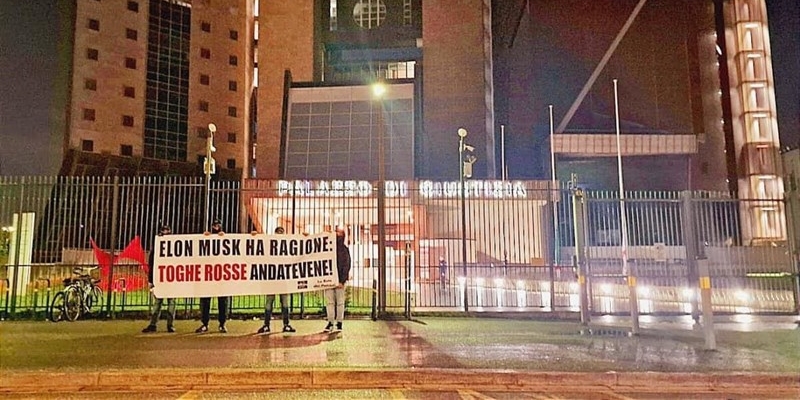 PALAZZO DI GIUSTIZIA
ELON MUSK HA RAGIONE:
TOGHE ROSSE ANDATEVENE!